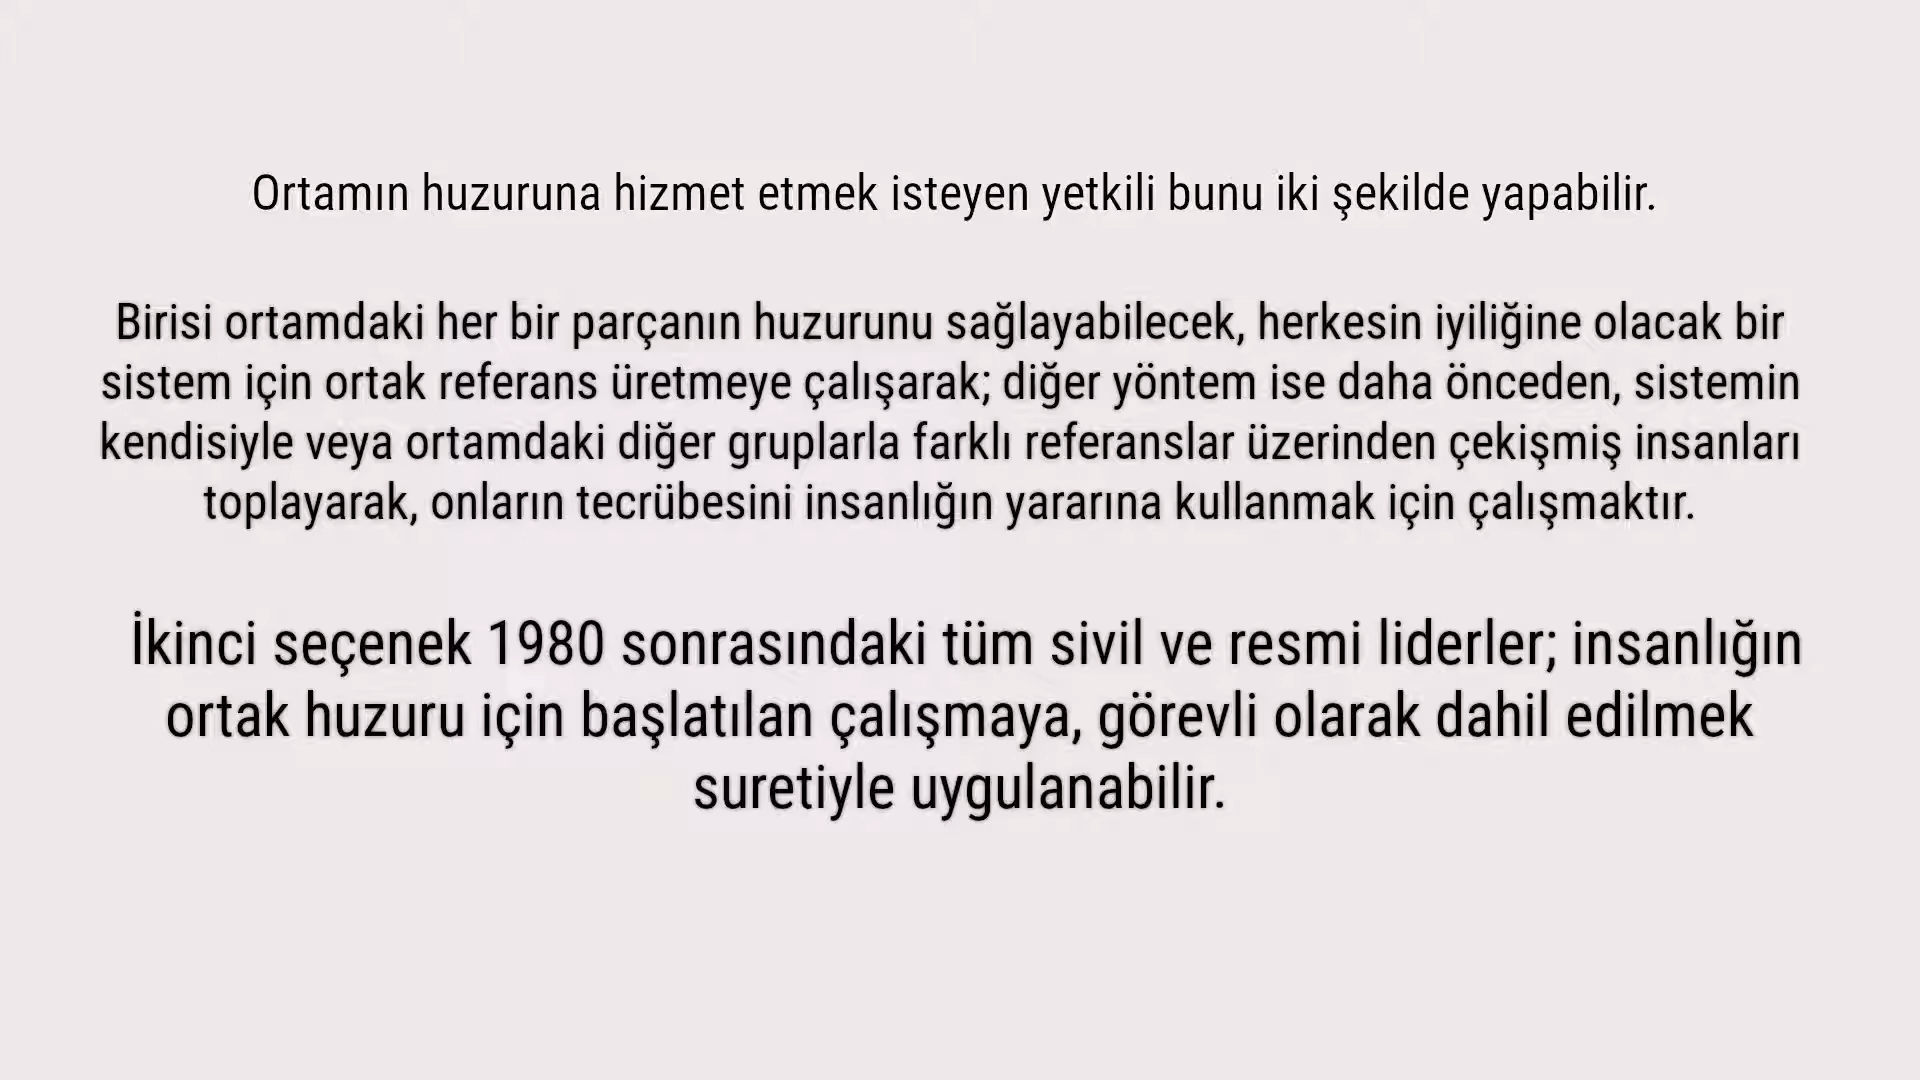 Ortamın huzuruna hizmet etmek isteyen yetkili bunu iki şekilde yapabilir.
Birisi ortamdaki her bir parçanın huzurunu sağlayabilecek, herkesin iyiliğine olacak bir
sistem için ortak referans üretmeye çalışarak; diğer yöntem ise daha önceden, sistemin
kendisiyle veya ortamdaki diğer gruplarla farklı referanslar üzerinden çekişmiş insanları
toplayarak, onların tecrübesini insanlığın yararına kullanmak için çalışmaktır.
İkinci seçenek 1980 sonrasındaki tüm sivil ve resmi liderler; insanlığın
ortak huzuru için başlatılan çalışmaya, görevli olarak dahil edilmek
suretiyle uygulanabilir.